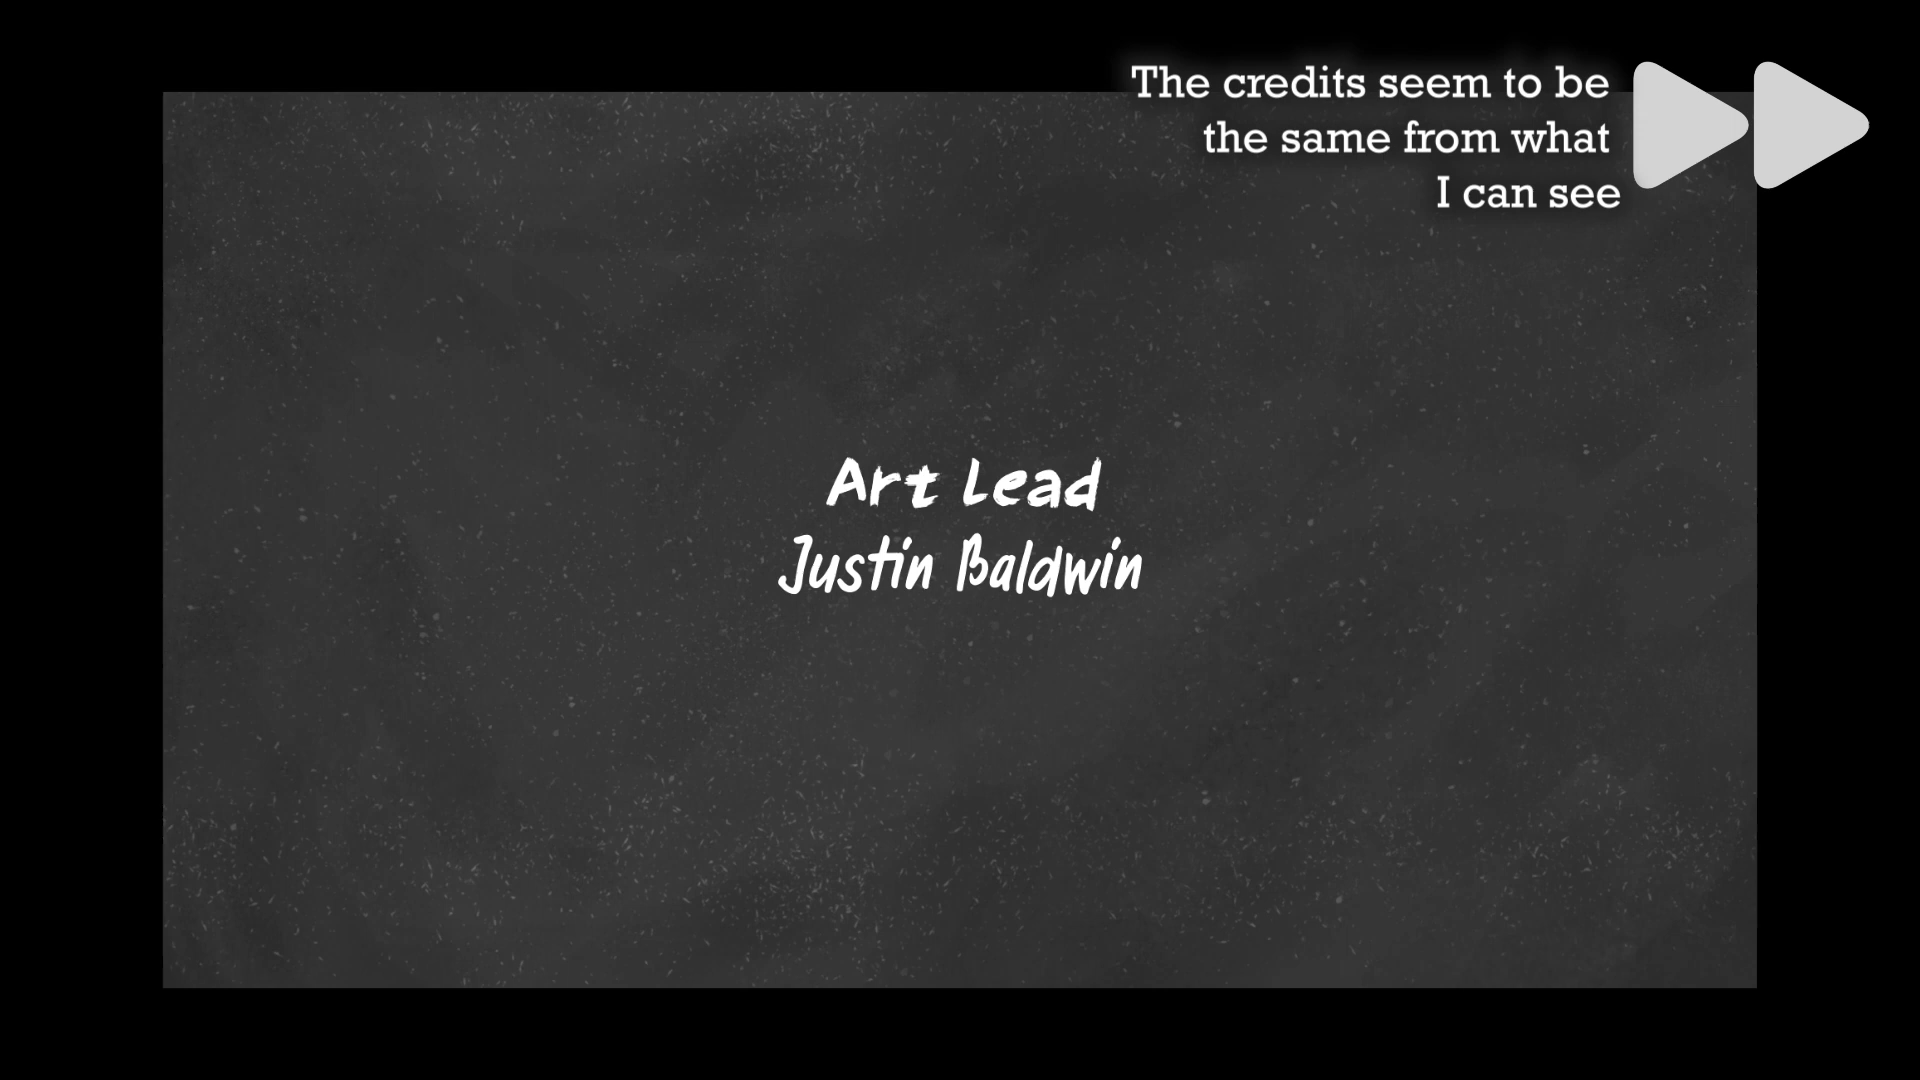 The credits seem to be
the same from what
I can see
Art Lead
Justin Baldwin